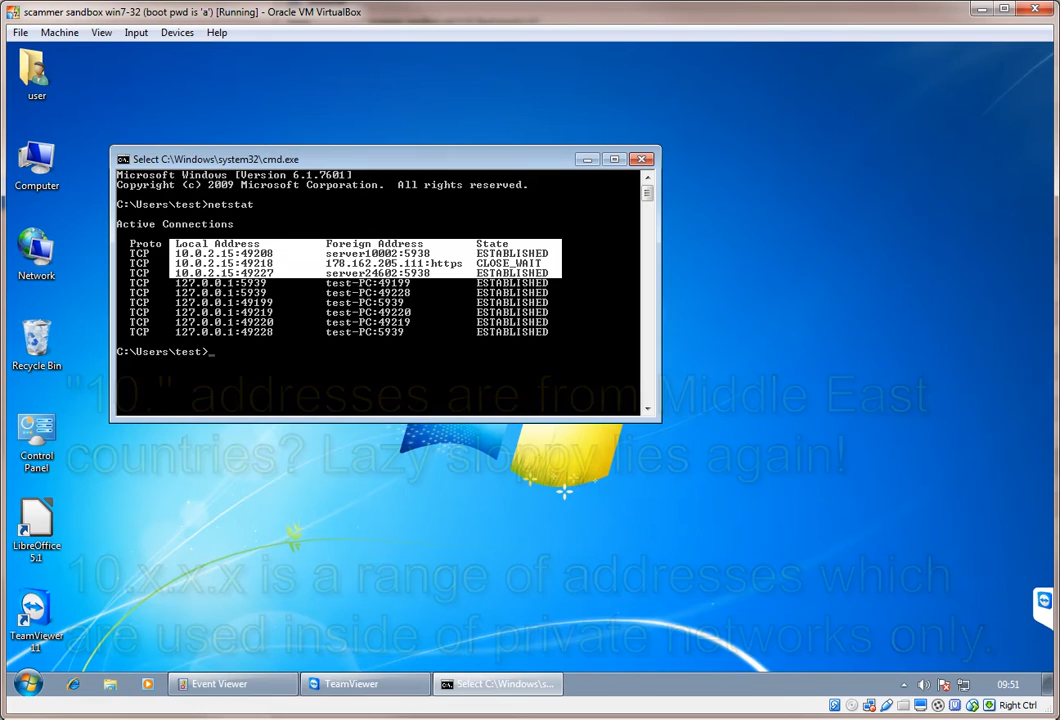 scammer sandbox win7-32 (boot pwd is 'a') [Running] - Oracle VM VirtualBox
File Machine View Input Devices Help
user
Computer
Network
Recycle Bin
Control
Panel
LibreOffice
5.1
TeamViewer
11
Select C:\Windows\system32\cmd.exe
Microsoft Windows [Version 6.1.7601]
Copyright (c) 2009 Microsoft Corporation. All rights reserved.
C:\Users\test>netstat
Active Connections
Proto Local Address Foreign Address State
TCP 10.0.2.15:49208 server10002:5938 ESTABLISHED
TCP 10.0.2.15:49218 178.162.205.111:https CLOSE_WAIT
TCP 10.0.2.15:49227 server24602:5938 ESTABLISHED
TCP 127.0.0.1:5939 test-PC:49199 ESTABLISHED
TCP 127.0.0.1:5939 test-PC:49228 ESTABLISHED
TCP 127.0.0.1:49199 test-PC:5939 ESTABLISHED
TCP 127.0.0.1:49219 test-PC:49220 ESTABLISHED
TCP 127.0.0.1:49220 test-PC:49219 ESTABLISHED
TCP 127.0.0.1:49228 test-PC:5939 ESTABLISHED
C:\Users\test>_
"10." addresses are from Middle East
countries? Lazy sloppy lies again!
10.x.x.x is a range of addresses which
are used inside of private networks only.
Event Viewer
TeamViewer
Select C:\Windows\s...
09:51
Right Ctrl